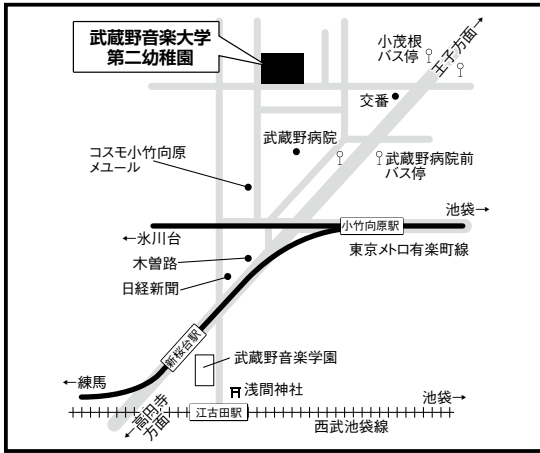 武蔵野音楽大学
第二幼稚園
小茂根
バス停
王子方面→
交番
武蔵野病院
コスモ小竹向原
メユール
武蔵野病院前
バス停
池袋→
小竹向原駅
←氷川台
東京メトロ有楽町線
木曽路
日経新聞
新桜台駅
武蔵野音楽学園
←練馬
浅間神社
池袋→
←高円寺
方面
江古田駅
西武池袋線